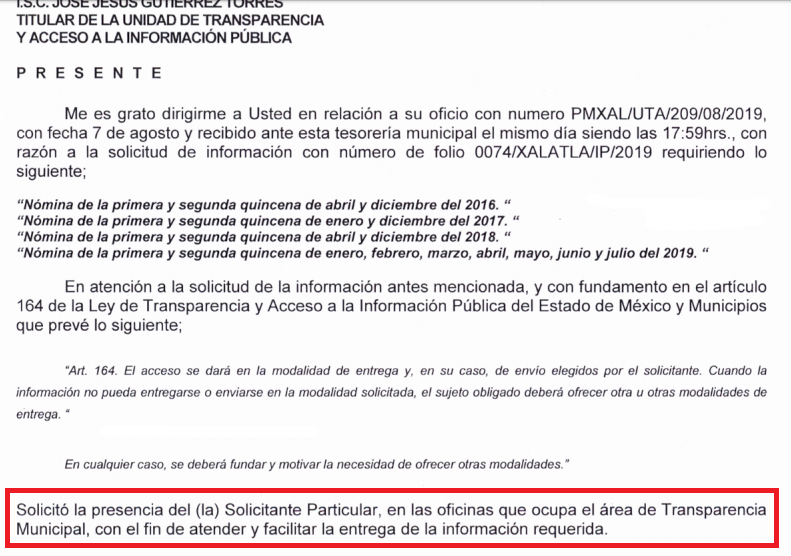 I.S.C. JOSÉ JESÚS GUTIÉRREZ TORRES
TITULAR DE LA UNIDAD DE TRANSPARENCIA
Y ACCESO A LA INFORMACIÓN PÚBLICA
P R E S E N T E
Me es grato dirigirme a Usted en relación a su oficio con numero PMXAL/UTA/209/08/2019,
con fecha 7 de agosto y recibido ante esta tesorería municipal el mismo día siendo las 17:59hrs., con
razón a la solicitud de información con número de folio 0074/XALATLA/IP/2019 requiriendo lo
siguiente;
“Nómina de la primera y segunda quincena de abril y diciembre del 2016. “
“Nómina de la primera y segunda quincena de enero y diciembre del 2017. “
“Nómina de la primera y segunda quincena de abril y diciembre del 2018. “
“Nómina de la primera y segunda quincena de enero, febrero, marzo, abril, mayo, junio y julio del 2019. “
En atención a la solicitud de la información antes mencionada, y con fundamento en el artículo
164 de la Ley de Transparencia y Acceso a la Información Pública del Estado de México y Municipios
que prevé lo siguiente;
“Art. 164. El acceso se dará en la modalidad de entrega y, en su caso, de envío elegidos por el solicitante. Cuando la
información no pueda entregarse o enviarse en la modalidad solicitada, el sujeto obligado deberá ofrecer otra u otras modalidades de
entrega. “
En cualquier caso, se deberá fundar y motivar la necesidad de ofrecer otras modalidades.”
Solicitó la presencia del (la) Solicitante Particular, en las oficinas que ocupa el área de Transparencia
Municipal, con el fin de atender y facilitar la entrega de la información requerida.